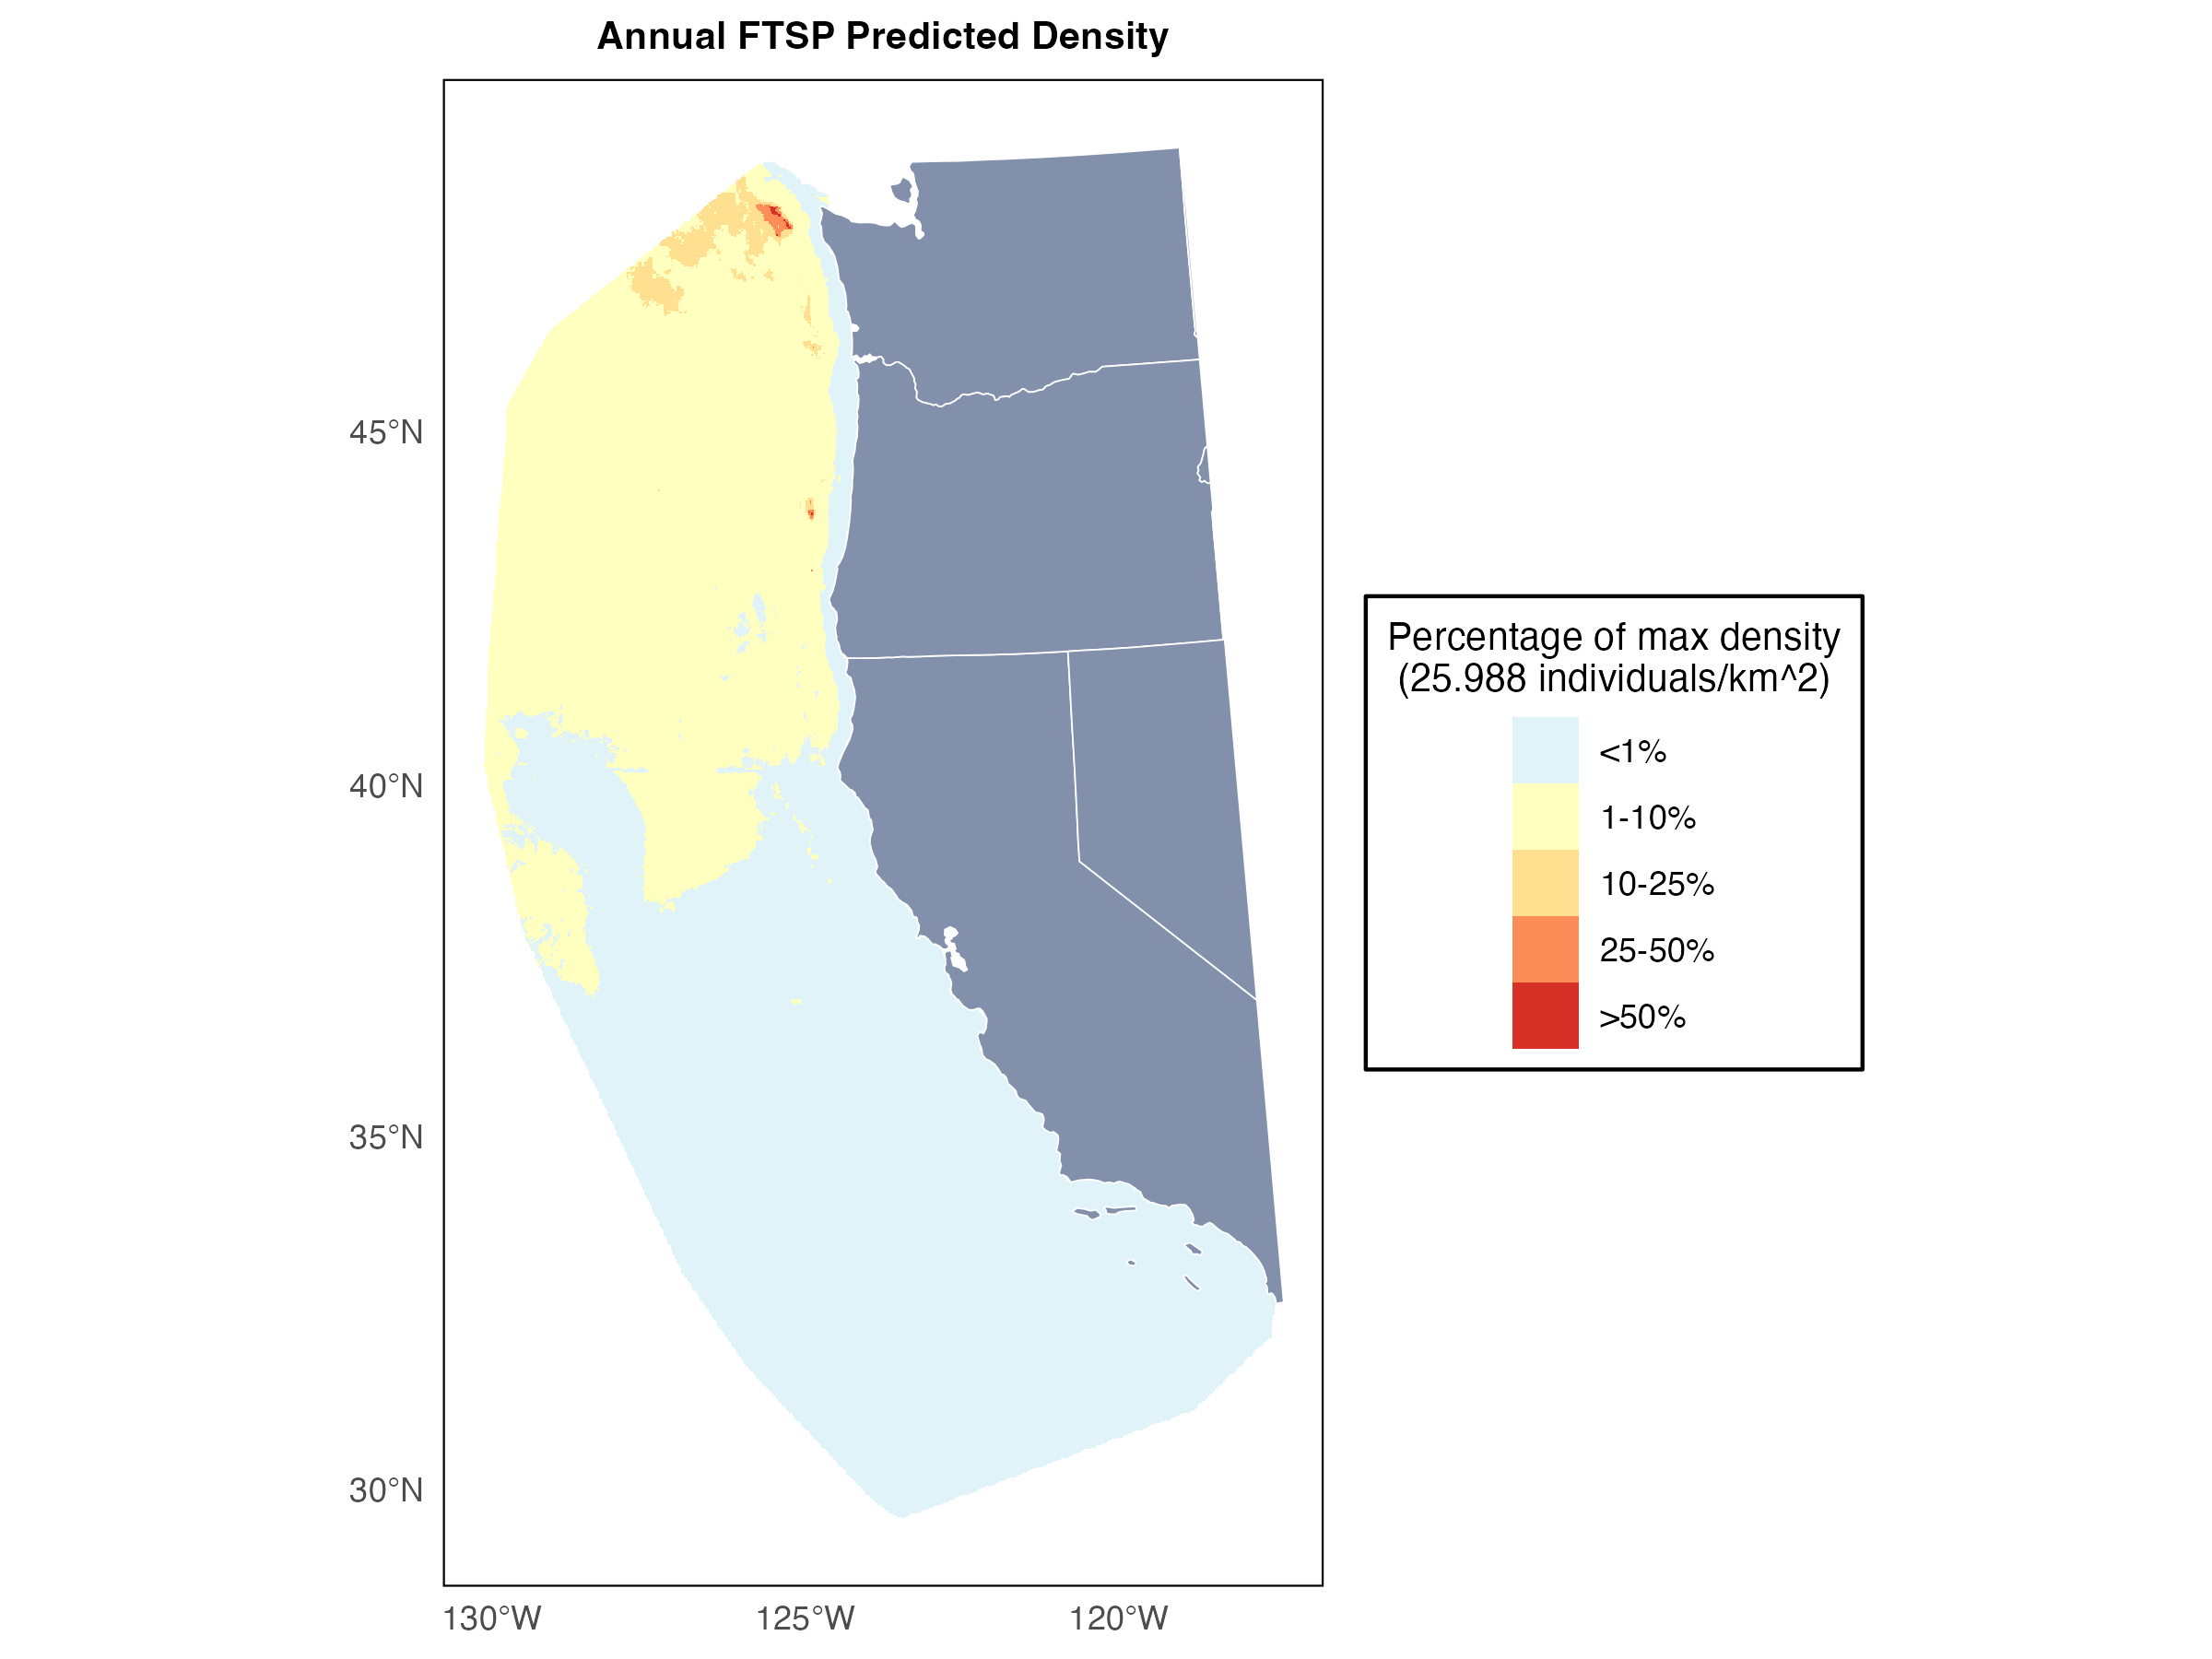 Annual FTSP Predicted Density
45°N
40°N
35°N
30°N
130°W
125°W
120°W
Percentage of max density
(25.988 individuals/km^2)
<1%
1-10%
10-25%
25-50%
>50%